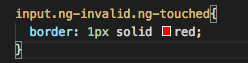 input.ng-invalid.ng-touched{
  border: 1px solid red;
}